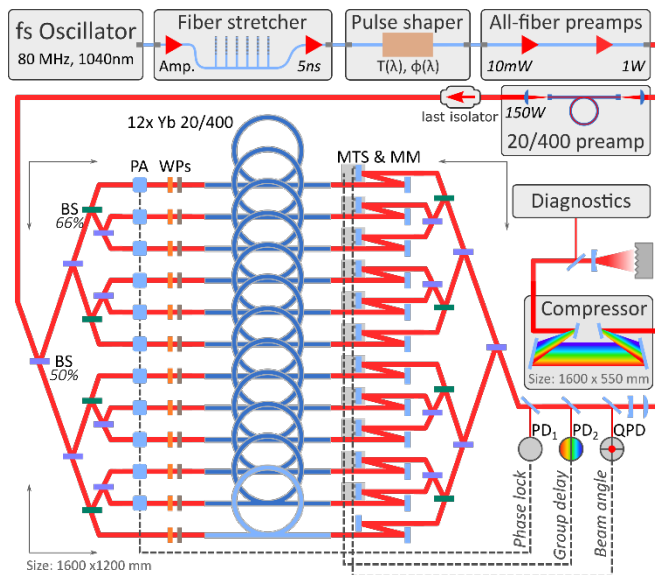 fs Oscillator
80 MHz, 1040nm
Fiber stretcher
Amp.
5ns
Pulse shaper
T(λ), ϕ(λ)
All-fiber preamps
10mW
1W
last isolator
150W
20/400 preamp
12x Yb 20/400
PA
WPs
MTS & MM
BS
66%
BS
50%
Diagnostics
Compressor
Size: 1600 x 550 mm
PD1
PD2
QPD
Phase lock
Group delay
Beam angle
Size: 1600 x1200 mm